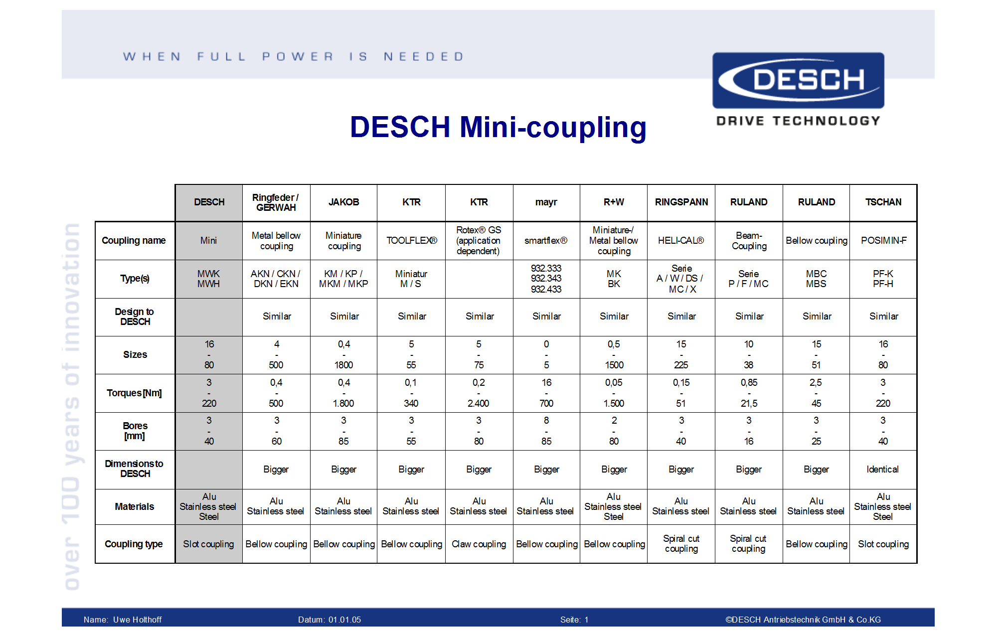 WHEN FULL POWER IS NEEDED
DESCH
DRIVE TECHNOLOGY
DESCH Mini-coupling
over 100 years of innovation
DESCH
Ringfeder /
GERWAH
JAKOB
KTR
KTR
mayr
R+W
RINGSPANN
RULAND
RULAND
TSCHAN
Coupling name
Mini
Metal bellow
coupling
Miniature
coupling
TOOLFLEX®
Rotex® GS
(application
dependent)
smartflex®
Miniature-/
Metal bellow
coupling
HELI-CAL®
Beam-
Coupling
Bellow coupling
POSIMIN-F
Type(s)
MWK
MWH
AKN / CKN /
DKN / EKN
KM / KP /
MKM / MKP
Miniatur
M / S
932.333
932.343
932.433
MK
BK
Serie
A / W / DS /
MC / X
Serie
P / F / MC
MBC
MBS
PF-K
PF-H
Design to
DESCH
Similar
Similar
Similar
Similar
Similar
Similar
Similar
Similar
Similar
Similar
Sizes
16
-
80
4
-
500
0,4
-
1800
5
-
55
5
-
75
0
-
5
0,5
-
1500
15
-
225
10
-
38
15
-
51
16
-
80
Torques [Nm]
3
-
220
0,4
-
500
0,4
-
1.800
0,1
-
340
0,2
-
2.400
16
-
700
0,05
-
1.500
0,15
-
51
0,85
-
21,5
2,5
-
45
3
-
220
Bores
[mm]
3
-
40
3
-
60
3
-
85
3
-
55
3
-
80
8
-
85
2
-
80
3
-
40
3
-
16
3
-
25
3
-
40
Dimensions to
DESCH
Bigger
Bigger
Bigger
Bigger
Bigger
Bigger
Bigger
Bigger
Bigger
Identical
Materials
Alu
Stainless steel
Steel
Alu
Stainless steel
Alu
Stainless steel
Alu
Stainless steel
Alu
Stainless steel
Alu
Stainless steel
Alu
Stainless steel
Steel
Alu
Stainless steel
Alu
Stainless steel
Alu
Stainless steel
Alu
Stainless steel
Steel
Coupling type
Slot coupling
Bellow coupling
Bellow coupling
Bellow coupling
Claw coupling
Bellow coupling
Bellow coupling
Spiral cut
coupling
Spiral cut
coupling
Bellow coupling
Slot coupling
Name: Uwe Holthoff
Datum: 01.01.05
Seite: 1
©DESCH Antriebstechnik GmbH & Co.KG